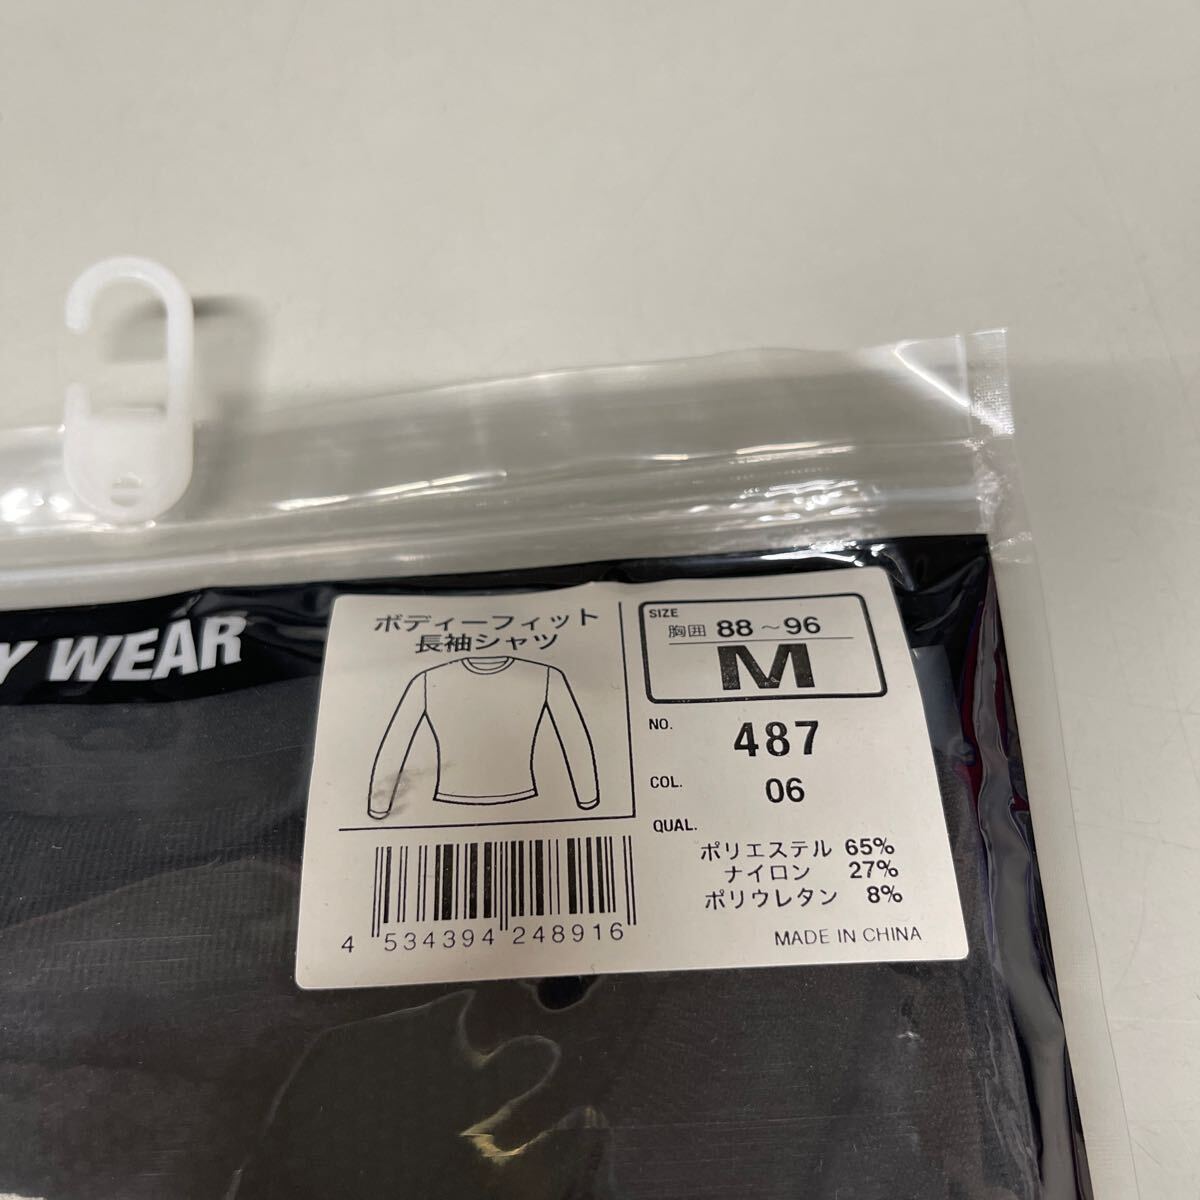 Y WEAR
ボディーフィット
長袖シャツ
SIZE
胸囲 88～96
M
NO. 487
COL. 06
QUAL.
ポリエステル 65%
ナイロン 27%
ポリウレタン 8%
MADE IN CHINA
4 534394 248916